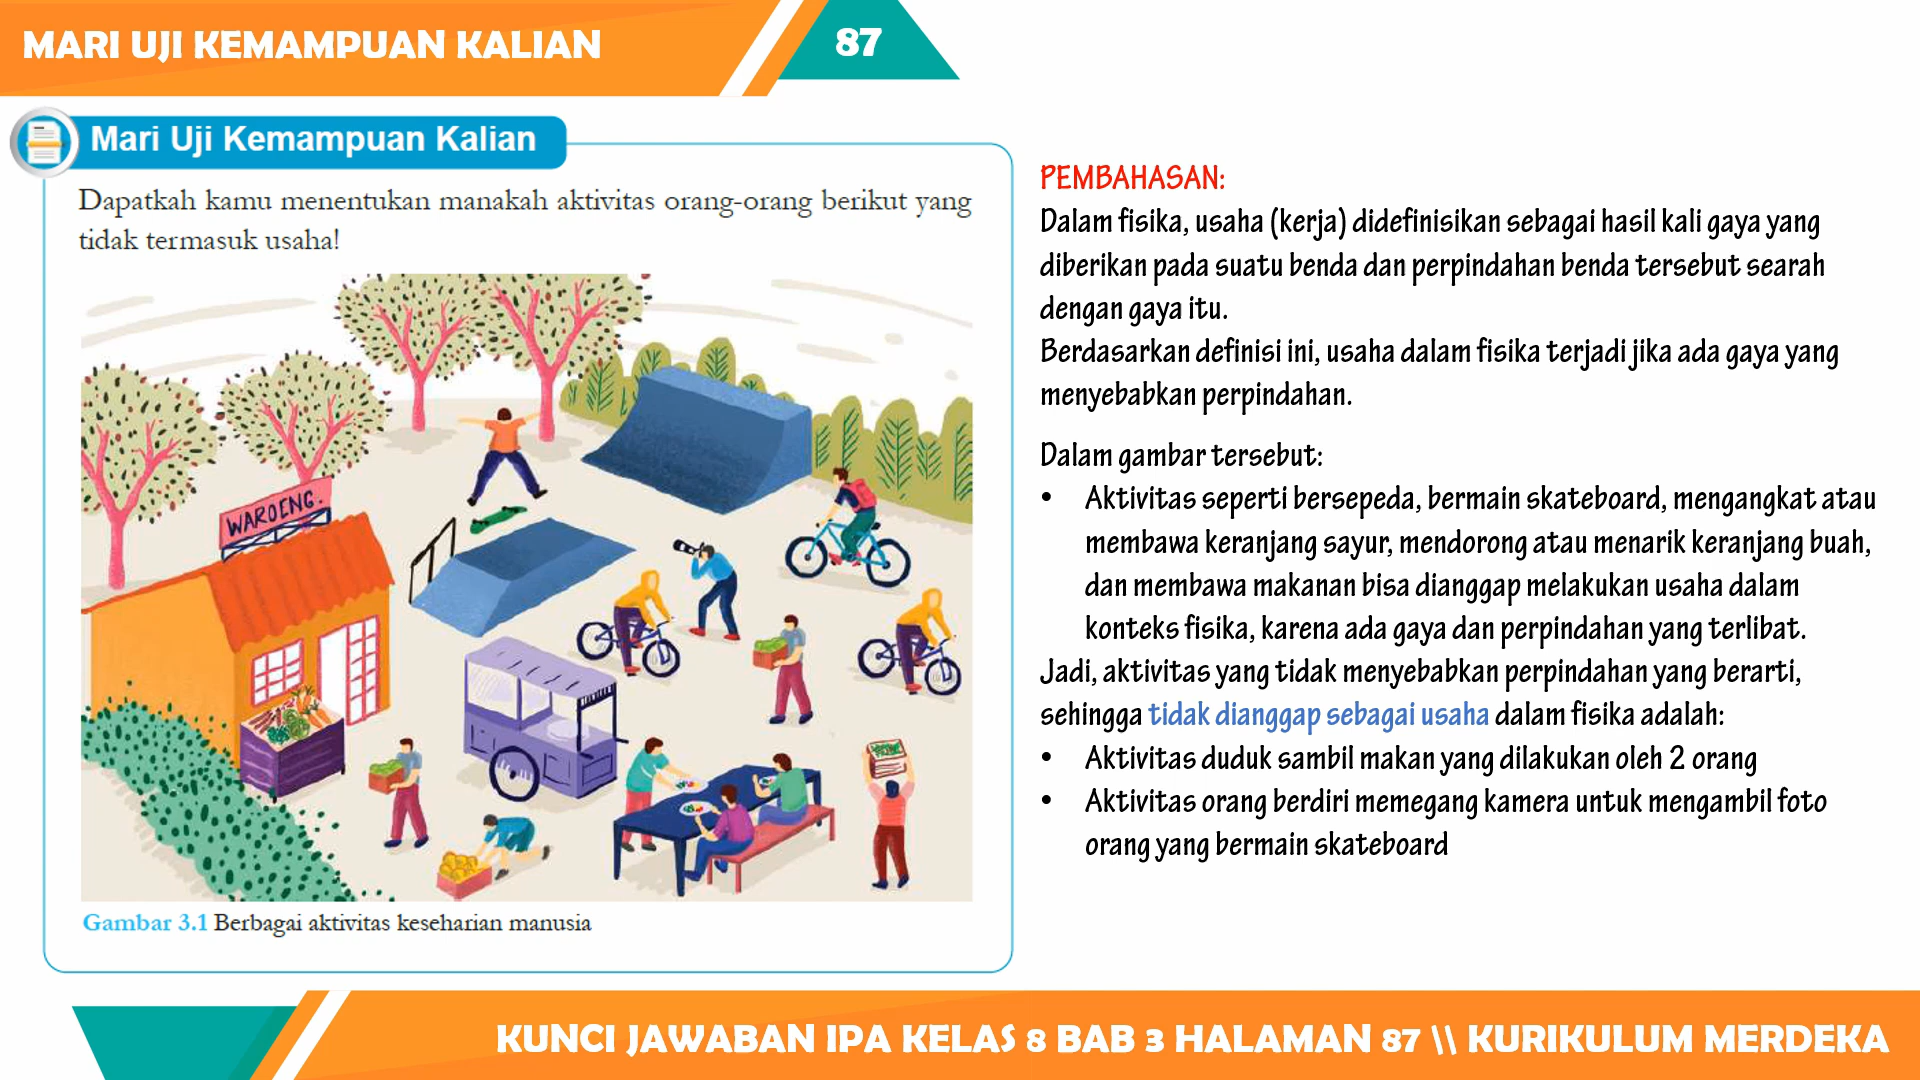 MARI UJI KEMAMPUAN KALIAN
87
Mari Uji Kemampuan Kalian
Dapatkah kamu menentukan manakah aktivitas orang-orang berikut yang
tidak termasuk usaha!
WAROENG.
Gambar 3.1 Berbagai aktivitas keseharian manusia
PEMBAHASAN:
Dalam fisika, usaha (kerja) didefinisikan sebagai hasil kali gaya yang
diberikan pada suatu benda dan perpindahan benda tersebut searah
dengan gaya itu.
Berdasarkan definisi ini, usaha dalam fisika terjadi jika ada gaya yang
menyebabkan perpindahan.
Dalam gambar tersebut:
• Aktivitas seperti bersepeda, bermain skateboard, mengangkat atau
membawa keranjang sayur, mendorong atau menarik keranjang buah,
dan membawa makanan bisa dianggap melakukan usaha dalam
konteks fisika, karena ada gaya dan perpindahan yang terlibat.
Jadi, aktivitas yang tidak menyebabkan perpindahan yang berarti,
sehingga tidak dianggap sebagai usaha dalam fisika adalah:
• Aktivitas duduk sambil makan yang dilakukan oleh 2 orang
• Aktivitas orang berdiri memegang kamera untuk mengambil foto
orang yang bermain skateboard
KUNCI JAWABAN IPA KELAS 8 BAB 3 HALAMAN 87 \\ KURIKULUM MERDEKA